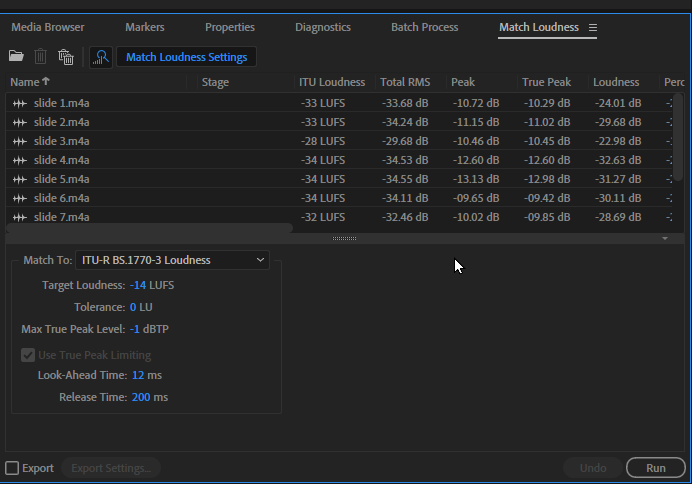 Media Browser Markers Properties Diagnostics Batch Process Match Loudness
Match Loudness Settings
Name Stage ITU Loudness Total RMS Peak True Peak Loudness Perc
slide 1.m4a -33 LUFS -33.68 dB -10.72 dB -10.29 dB -24.01 dB
slide 2.m4a -33 LUFS -34.24 dB -11.15 dB -11.02 dB -29.68 dB
slide 3.m4a -28 LUFS -29.68 dB -10.46 dB -10.45 dB -22.98 dB
slide 4.m4a -34 LUFS -34.53 dB -12.60 dB -12.60 dB -32.63 dB
slide 5.m4a -34 LUFS -34.55 dB -13.13 dB -12.98 dB -31.27 dB
slide 6.m4a -34 LUFS -34.11 dB -09.65 dB -09.42 dB -30.11 dB
slide 7.m4a -32 LUFS -32.46 dB -10.02 dB -09.85 dB -28.69 dB
Match To: ITU-R BS.1770-3 Loudness
Target Loudness: -14 LUFS
Tolerance: 0 LU
Max True Peak Level: -1 dBTP
Use True Peak Limiting
Look-Ahead Time: 12 ms
Release Time: 200 ms
Export Export Settings... Undo Run